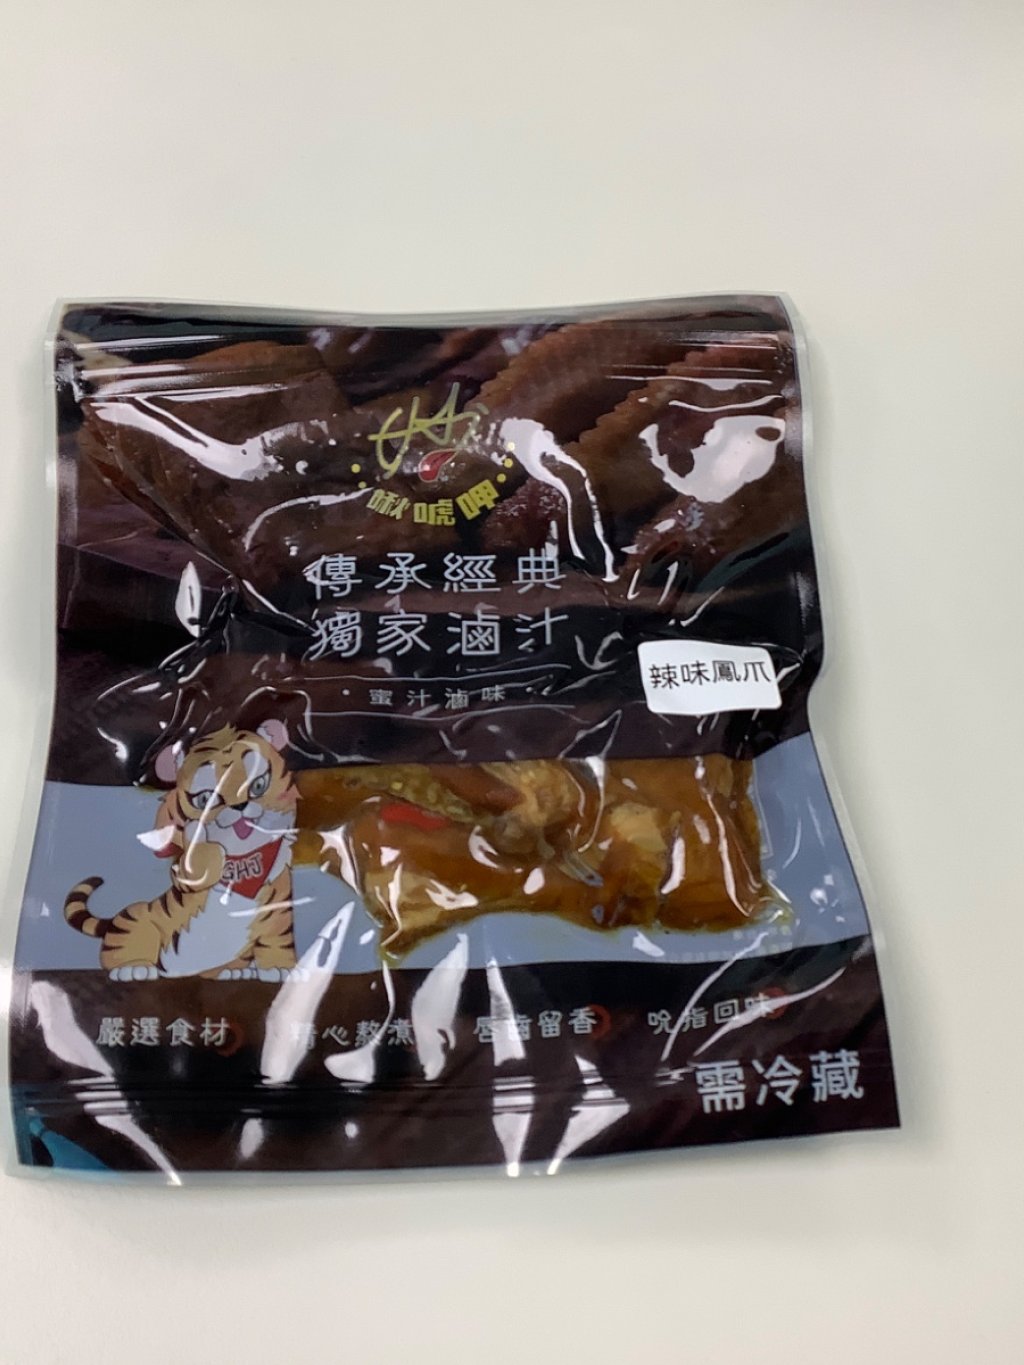 啾唬呷
傳承經典
獨家滷汁
·蜜汁滷味·
辣味鳳爪
GHJ
嚴選食材 精心熬煮 唇齒留香 吮指回味
需冷藏